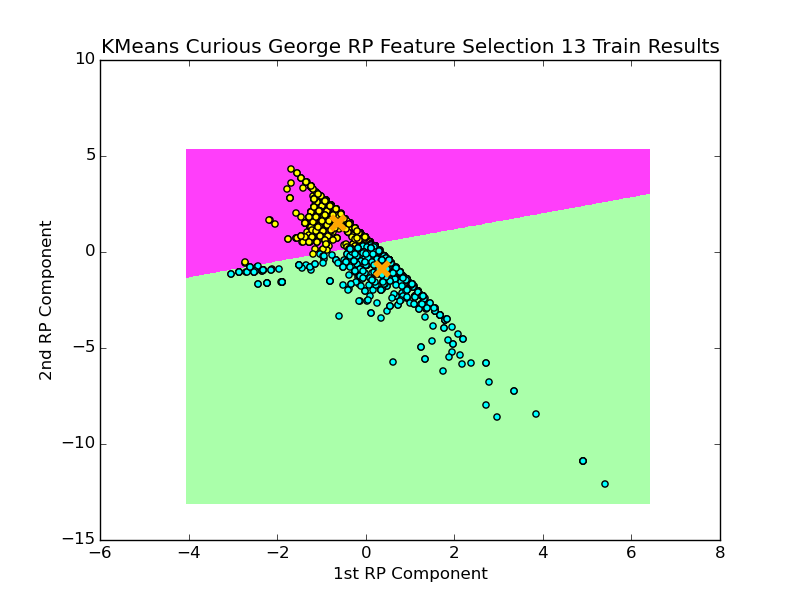 KMeans Curious George RP Feature Selection 13 Train Results
10
5
0
−5
−10
−15
2nd RP Component
−6 −4 −2 0 2 4 6 8
1st RP Component